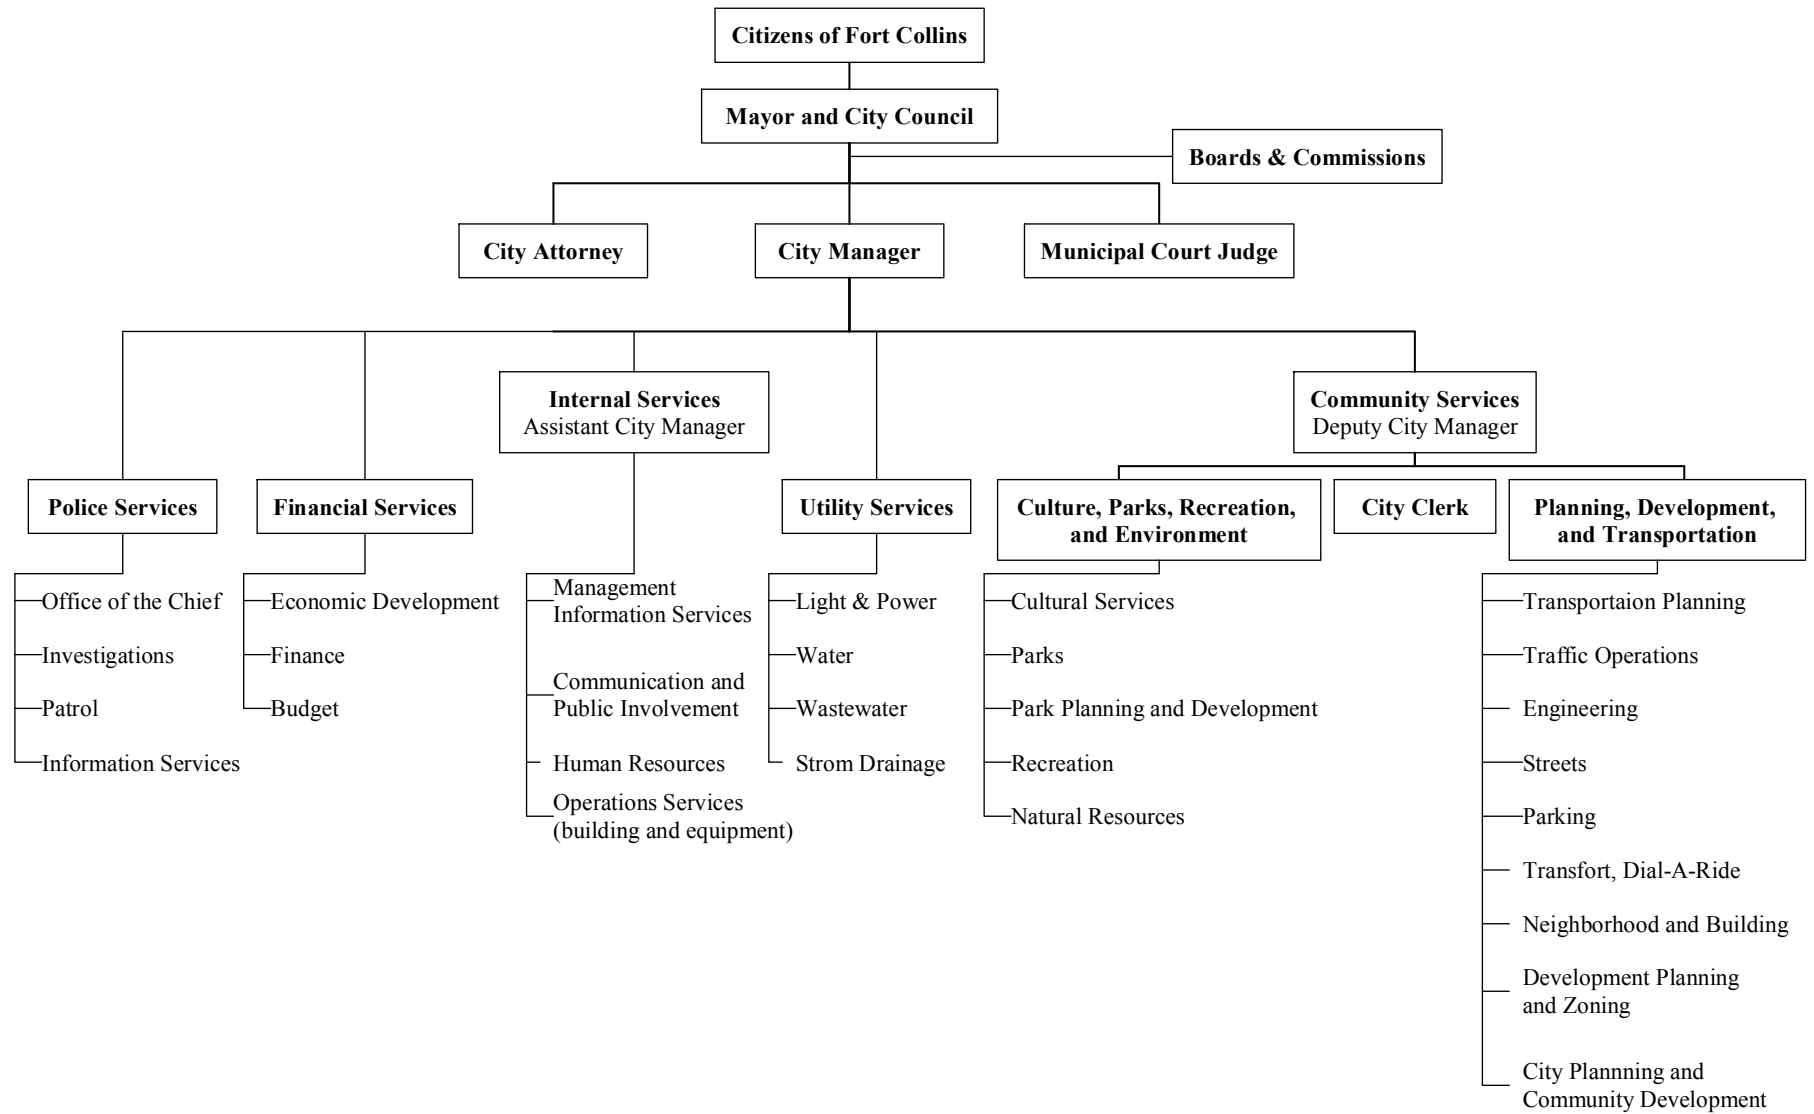 Citizens of Fort Collins
Mayor and City Council
Boards & Commissions
City Attorney
City Manager
Municipal Court Judge
Internal Services
Assistant City Manager
Community Services
Deputy City Manager
Police Services
Financial Services
Utility Services
Culture, Parks, Recreation,
and Environment
City Clerk
Planning, Development,
and Transportation
Office of the Chief
Investigations
Patrol
Information Services
Economic Development
Finance
Budget
Management
Information Services
Communication and
Public Involvement
Human Resources
Operations Services
(building and equipment)
Light & Power
Water
Wastewater
Strom Drainage
Cultural Services
Parks
Park Planning and Development
Recreation
Natural Resources
Transportaion Planning
Traffic Operations
Engineering
Streets
Parking
Transfort, Dial-A-Ride
Neighborhood and Building
Development Planning
and Zoning
City Plannning and
Community Development